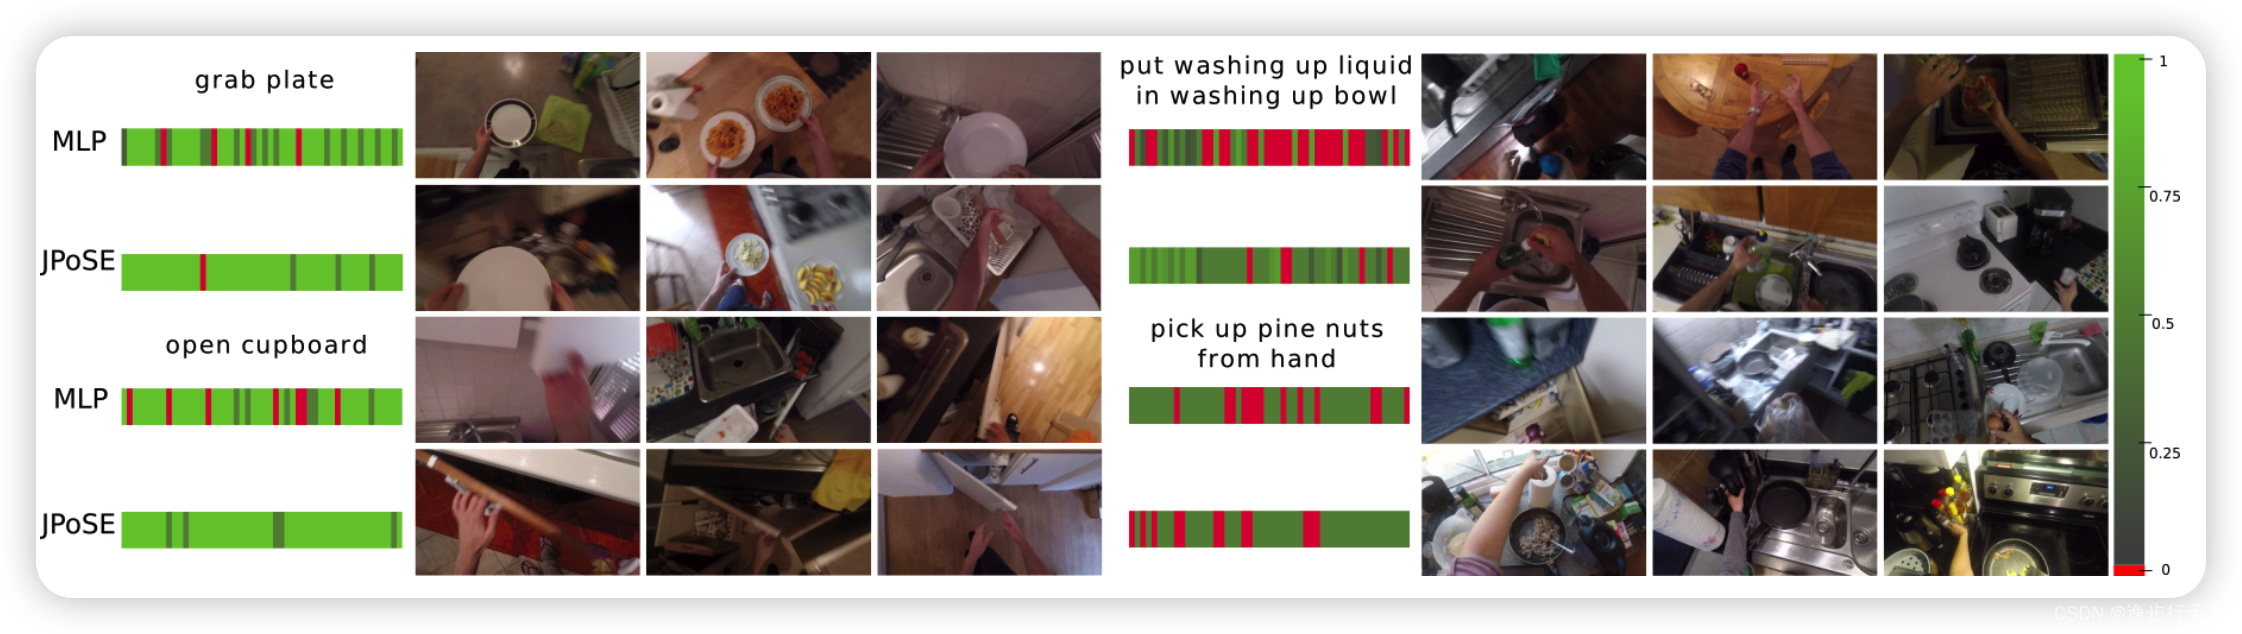 grab plate
MLP
JPoSE
open cupboard
MLP
JPoSE
put washing up liquid
in washing up bowl
pick up pine nuts
from hand
1
0.75
0.5
0.25
0
CSDN